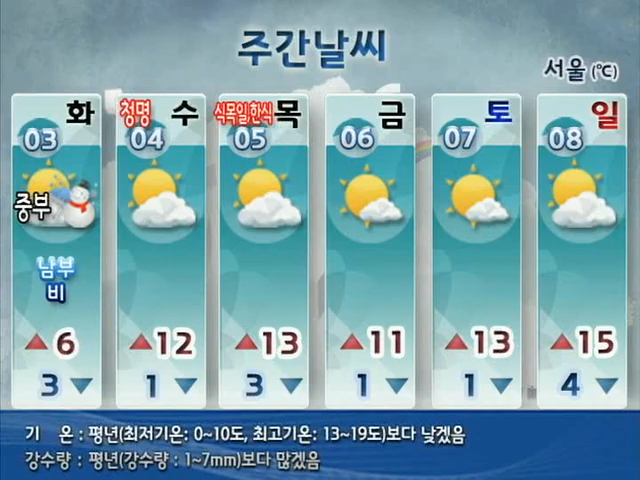 주간날씨
서울(℃)
화 청명 수 식목일,한식 목 금 토 일
03 04 05 06 07 08
중부
남부
비
6 12 13 11 13 15
3 1 3 1 1 4
기 온 : 평년(최저기온: 0~10도, 최고기온: 13~19도)보다 낮겠음
강수량 : 평년(강수량 : 1~7mm)보다 많겠음